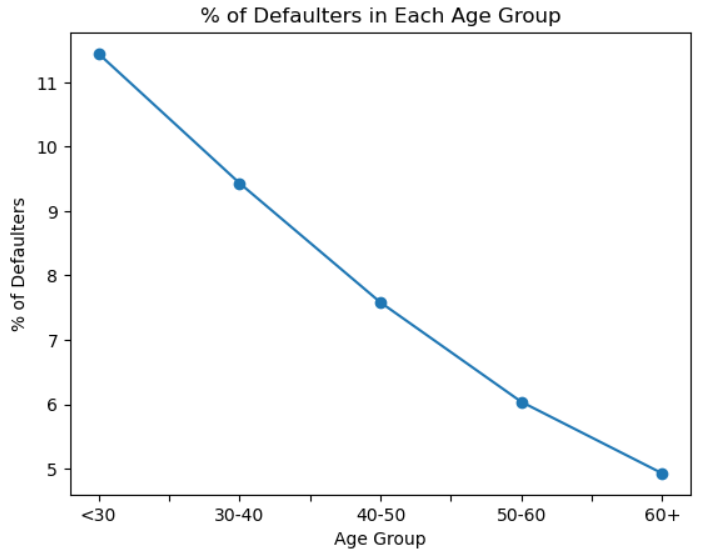 % of Defaulters in Each Age Group
11
10
9
8
7
6
5
% of Defaulters
<30 30-40 40-50 50-60 60+
Age Group